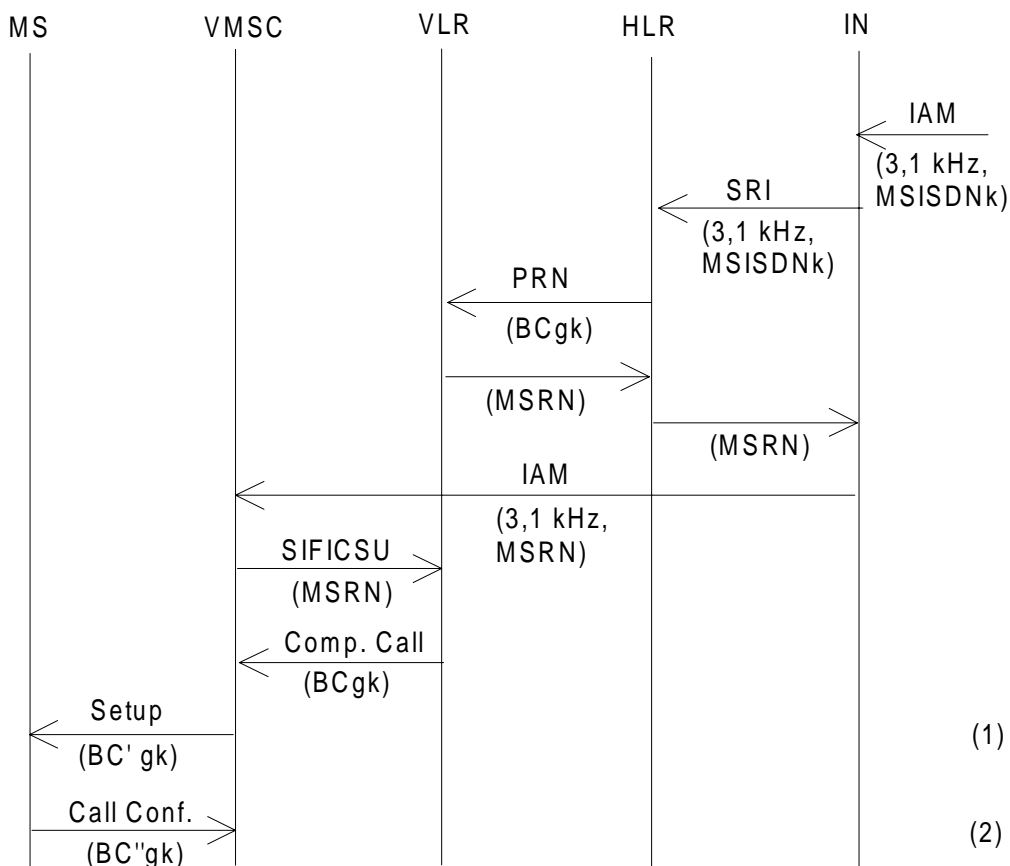 MS VMSC VLR HLR IN
IAM
(3,1 kHz,
MSISDNk)
SRI
(3,1 kHz,
MSISDNk)
PRN
(BCgk)
(MSRN)
(MSRN)
IAM
(3,1 kHz,
MSRN)
SIFICSU
(MSRN)
Comp. Call
(BCgk)
Setup
(BC' gk)
(1)
Call Conf.
(BC''gk)
(2)